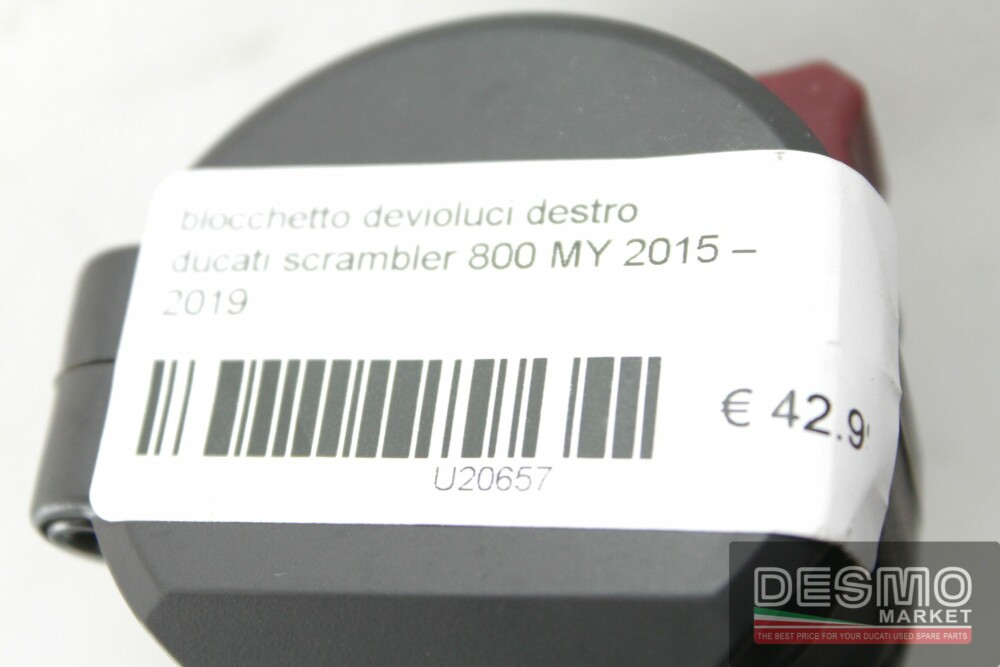 blocchetto devioluci destro
ducati scrambler 800 MY 2015 –
2019
€ 42.9
U20657
DESMO
MARKET
THE BEST PRICE FOR YOUR DUCATI USED SPARE PARTS